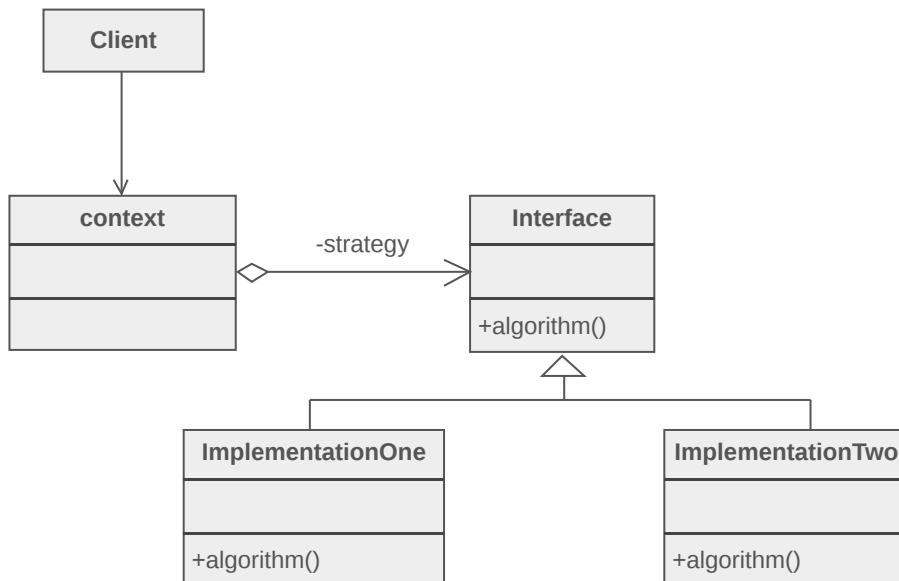 Client
context
-strategy
Interface
+algorithm()
ImplementationOne
+algorithm()
ImplementationTwo
+algorithm()